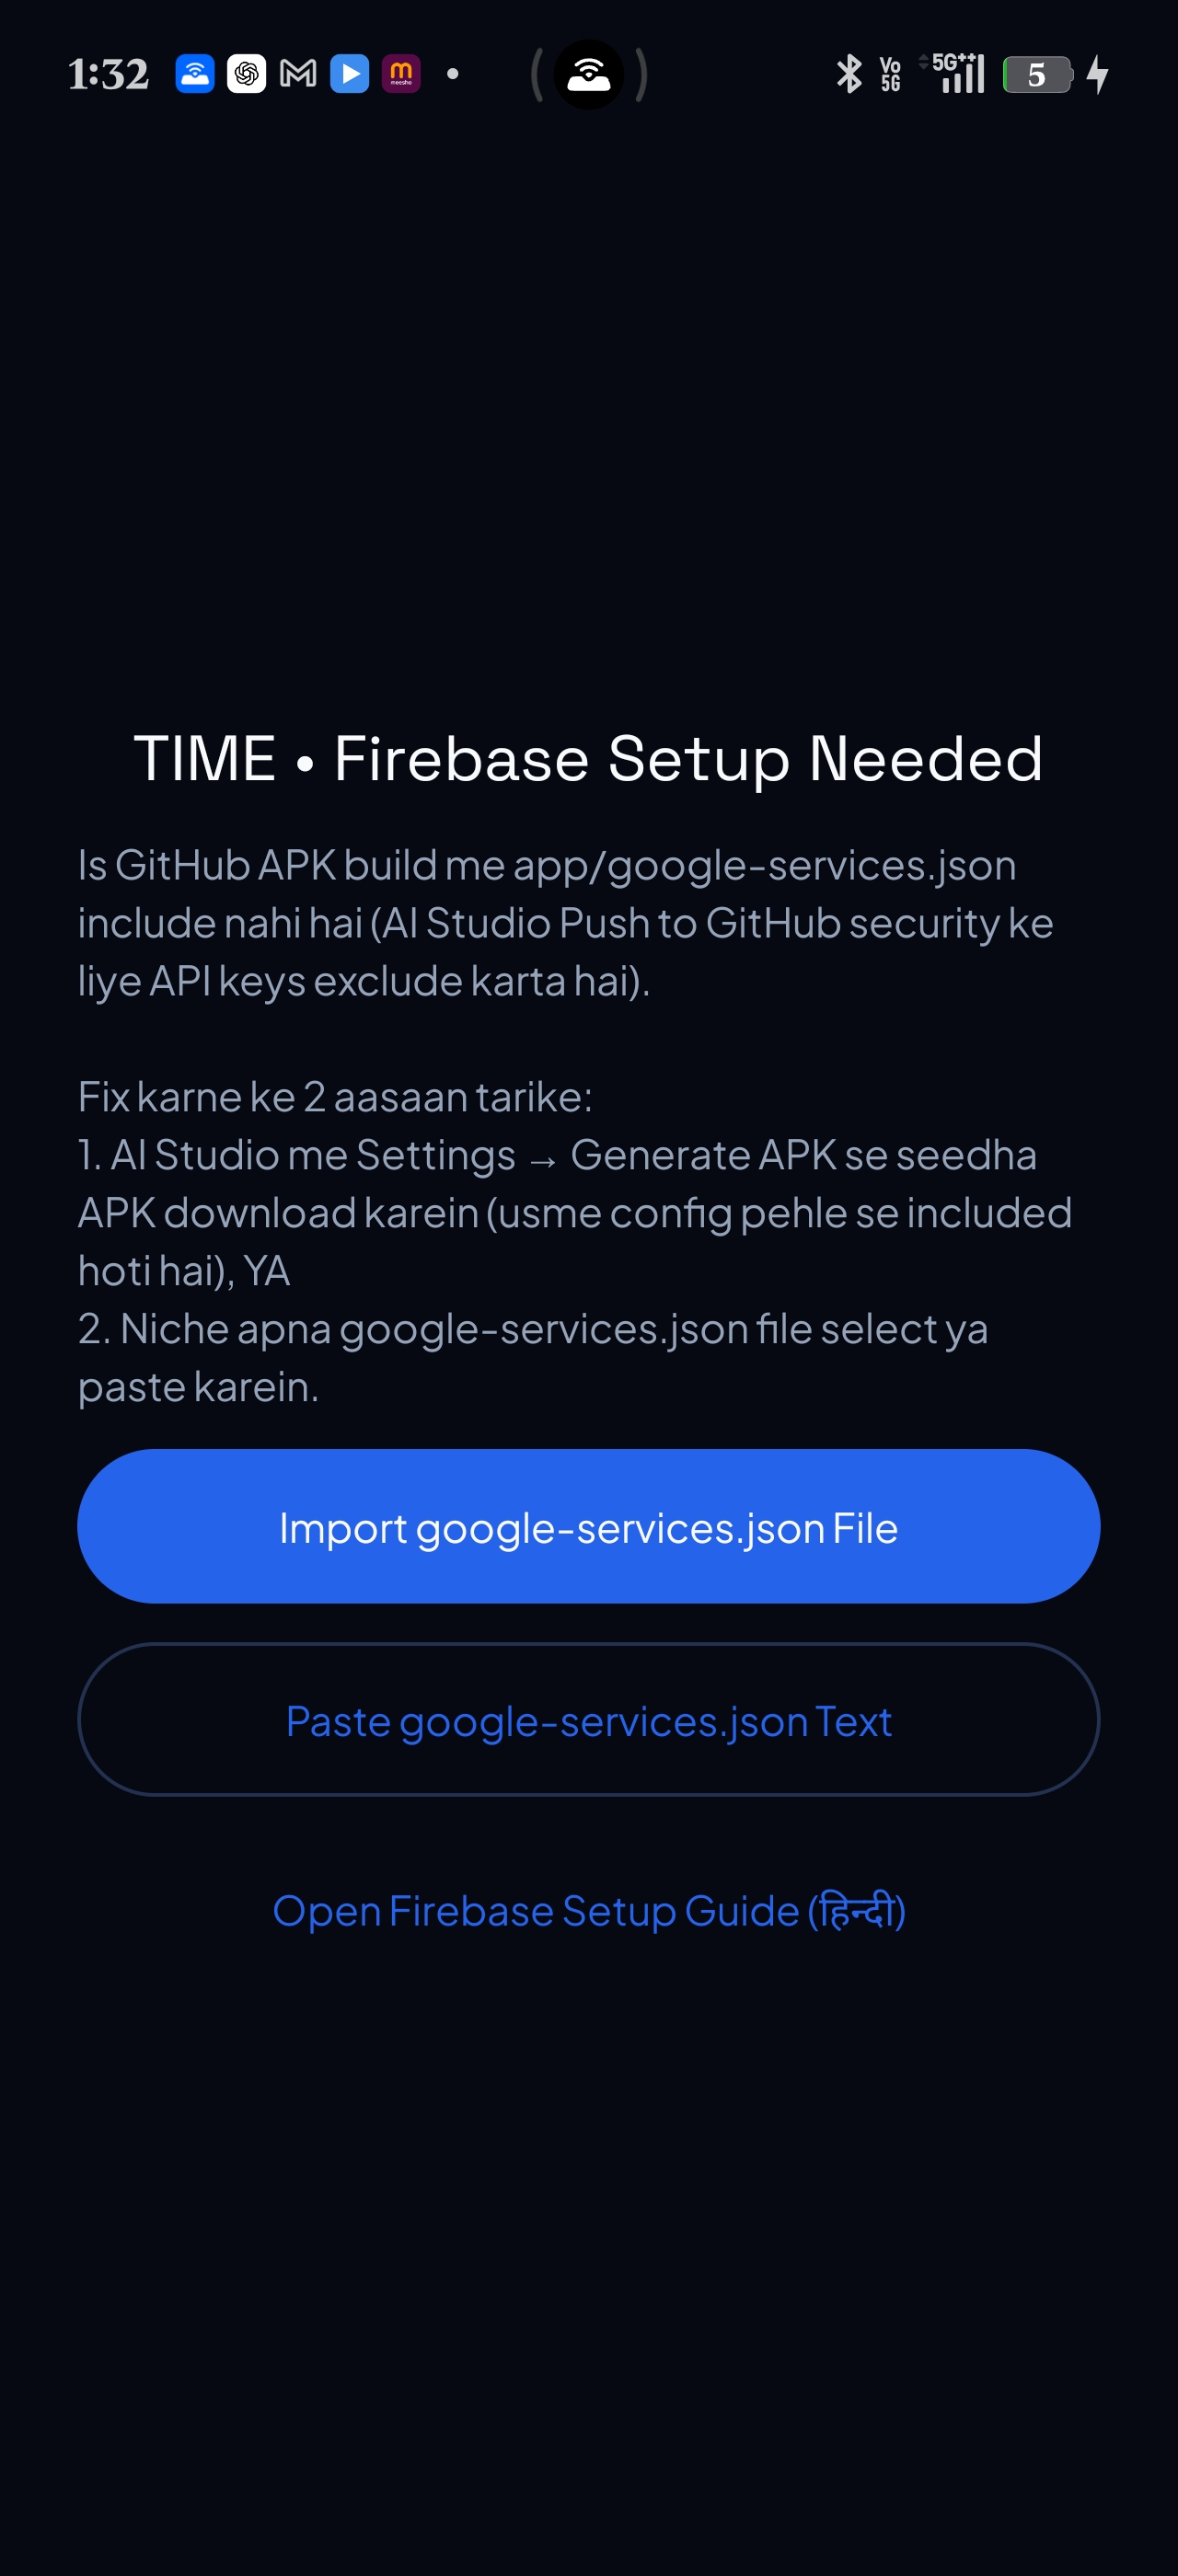 1:32
meesho
Vo
5G
5G++
5
TIME • Firebase Setup Needed
Is GitHub APK build me app/google-services.json
include nahi hai (AI Studio Push to GitHub security ke
liye API keys exclude karta hai).
Fix karne ke 2 aasaan tarike:
1. AI Studio me Settings → Generate APK se seedha
APK download karein (usme config pehle se included
hoti hai), YA
2. Niche apna google-services.json file select ya
paste karein.
Import google-services.json File
Paste google-services.json Text
Open Firebase Setup Guide (हिन्दी)